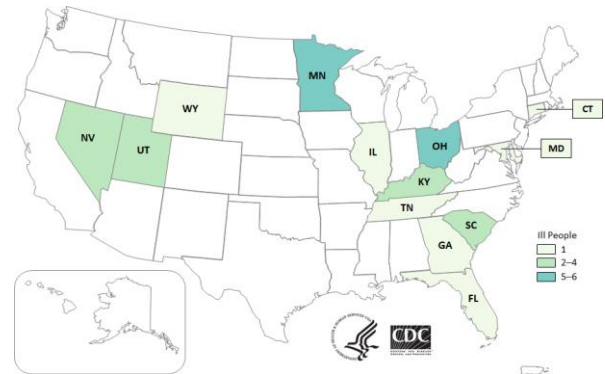 MN
WY
CT
NV
UT
IL
OH
MD
KY
TN
SC
GA
FL
Ill People
1
2–4
5–6
CDC